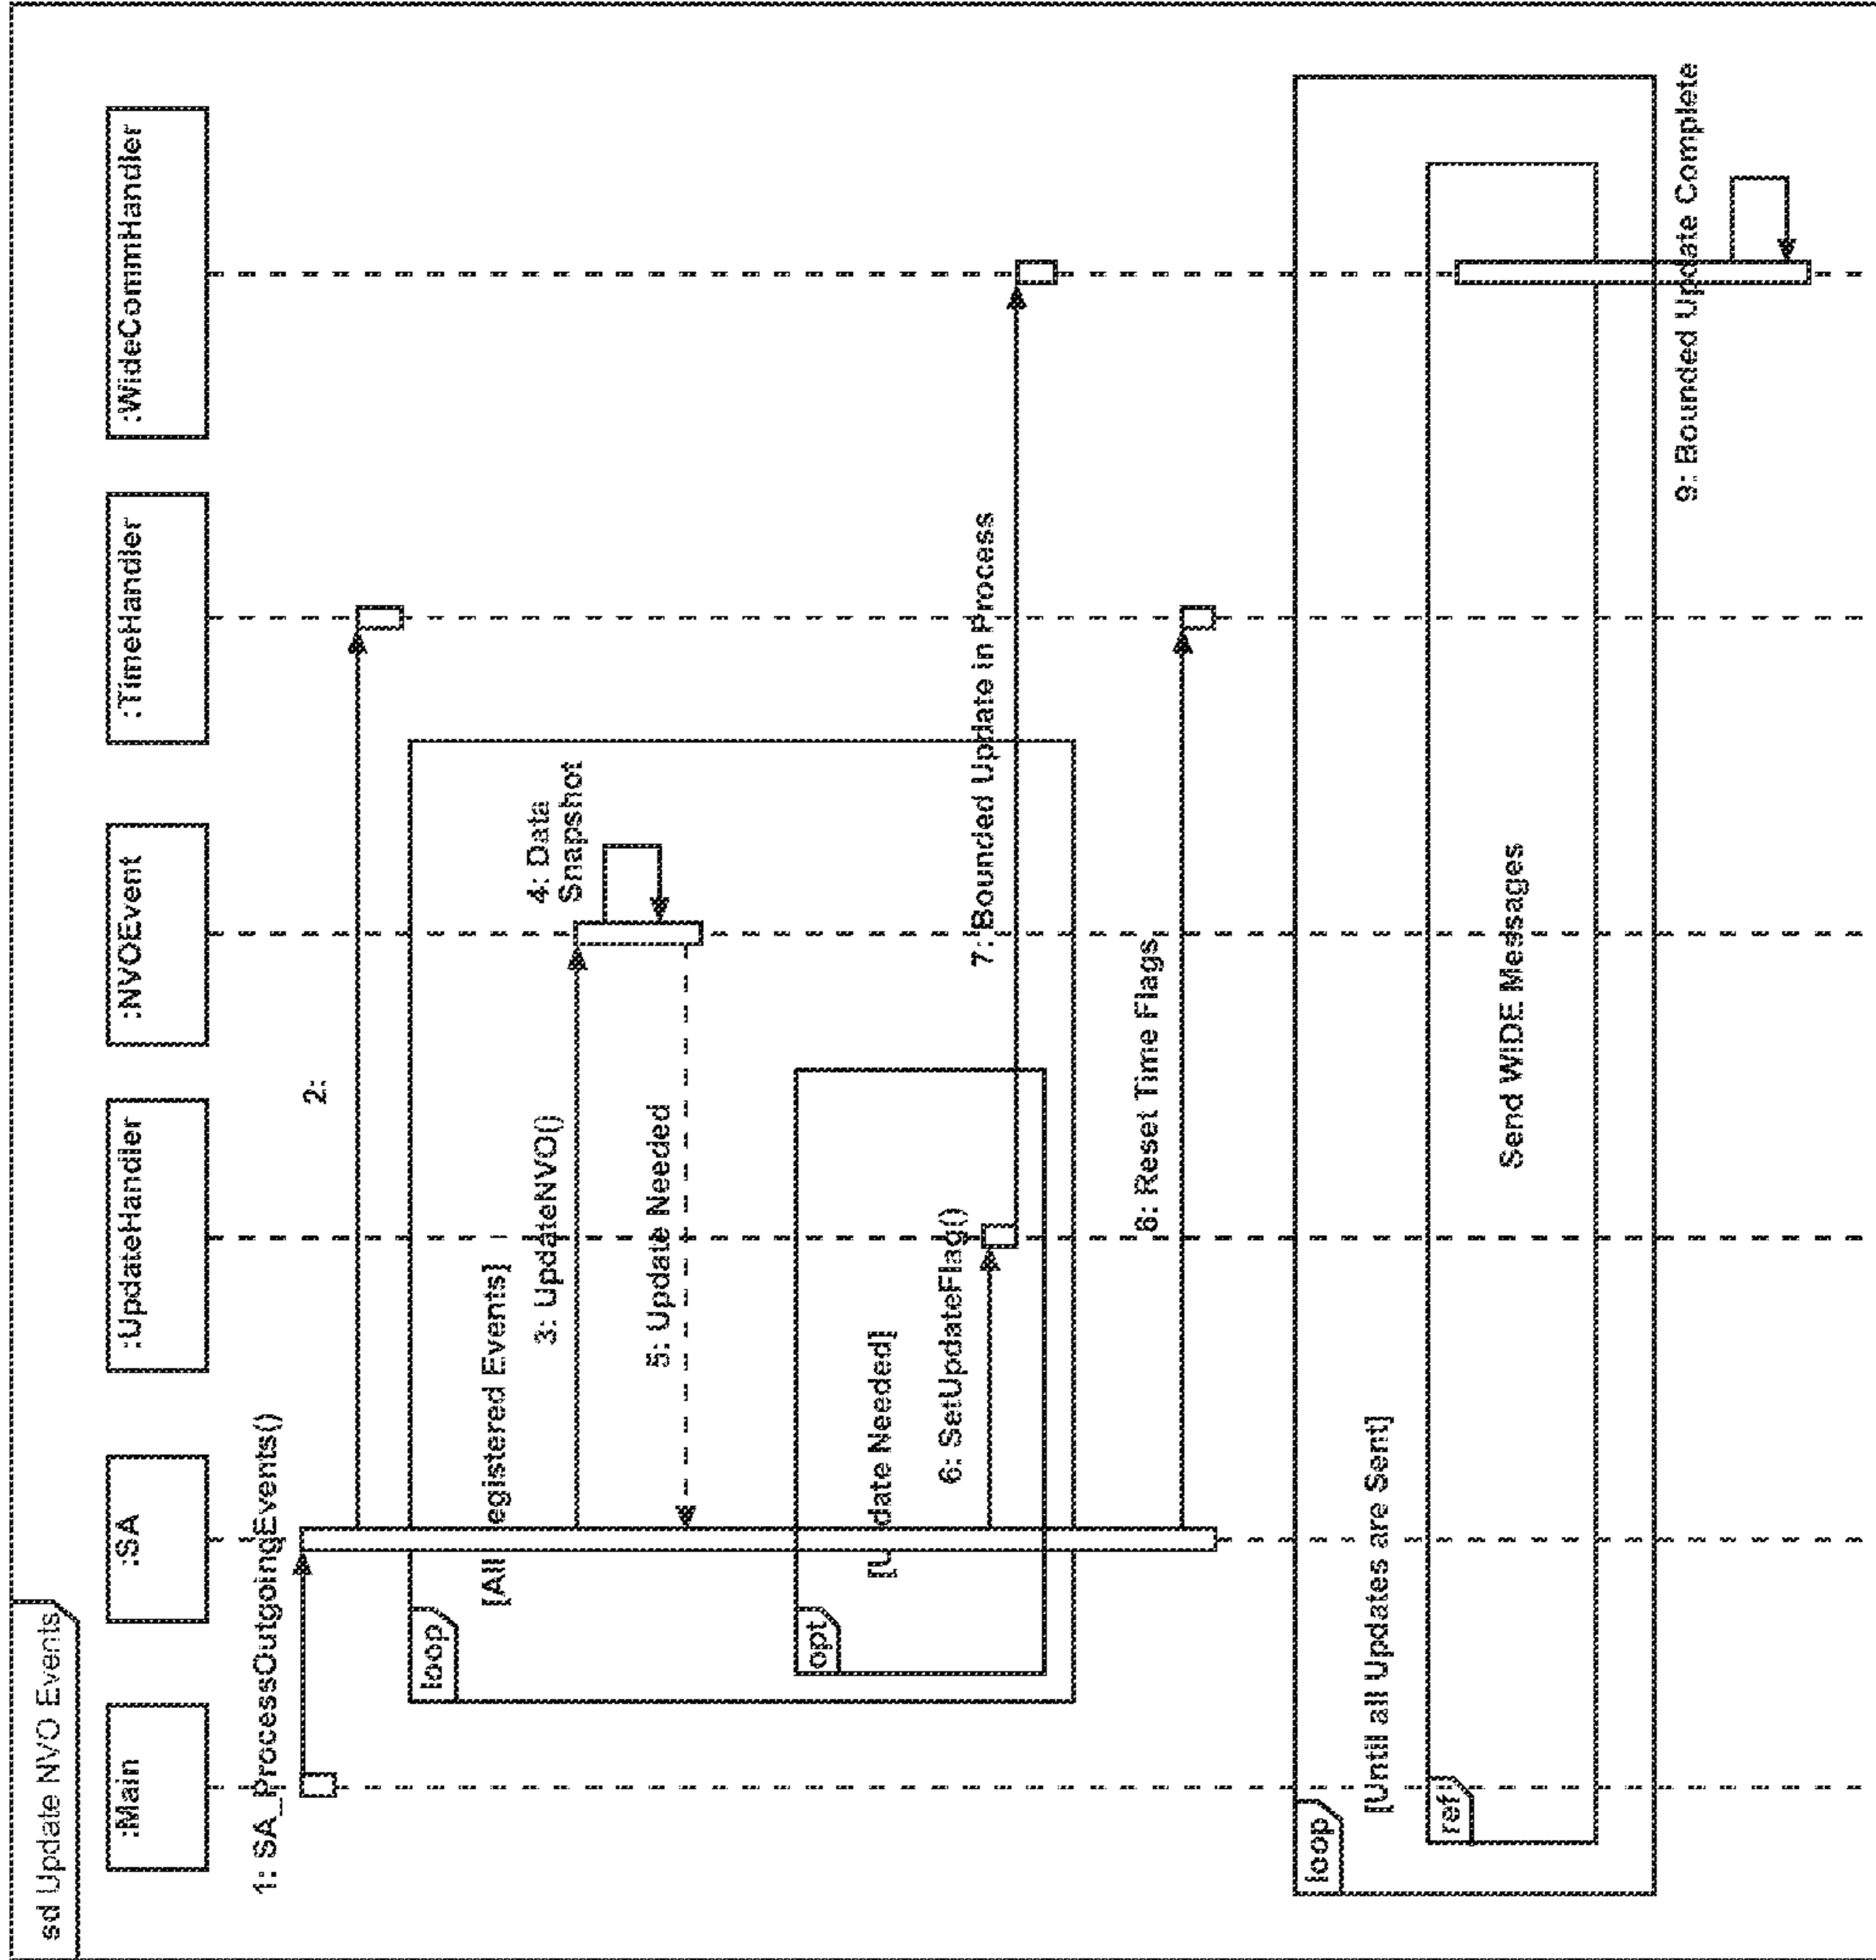 sd Update NVO Events
:Main
:SA
:UpdateHandler
:NVOEvent
:TimeHandler
:WideCommHandler
1: SA_ProcessOutgoingEvents()
2:
loop
[All egistered Events]
3: UpdateNVO()
4: Data
Snapshot
5: Update Needed
opt
[U date Needed]
6: SetUpdateFlag()
7: Bounded Update in Process
8: Reset Time Flags
loop
[Until all Updates are Sent]
ref
Send WIDE Messages
9: Bounded Update Complete